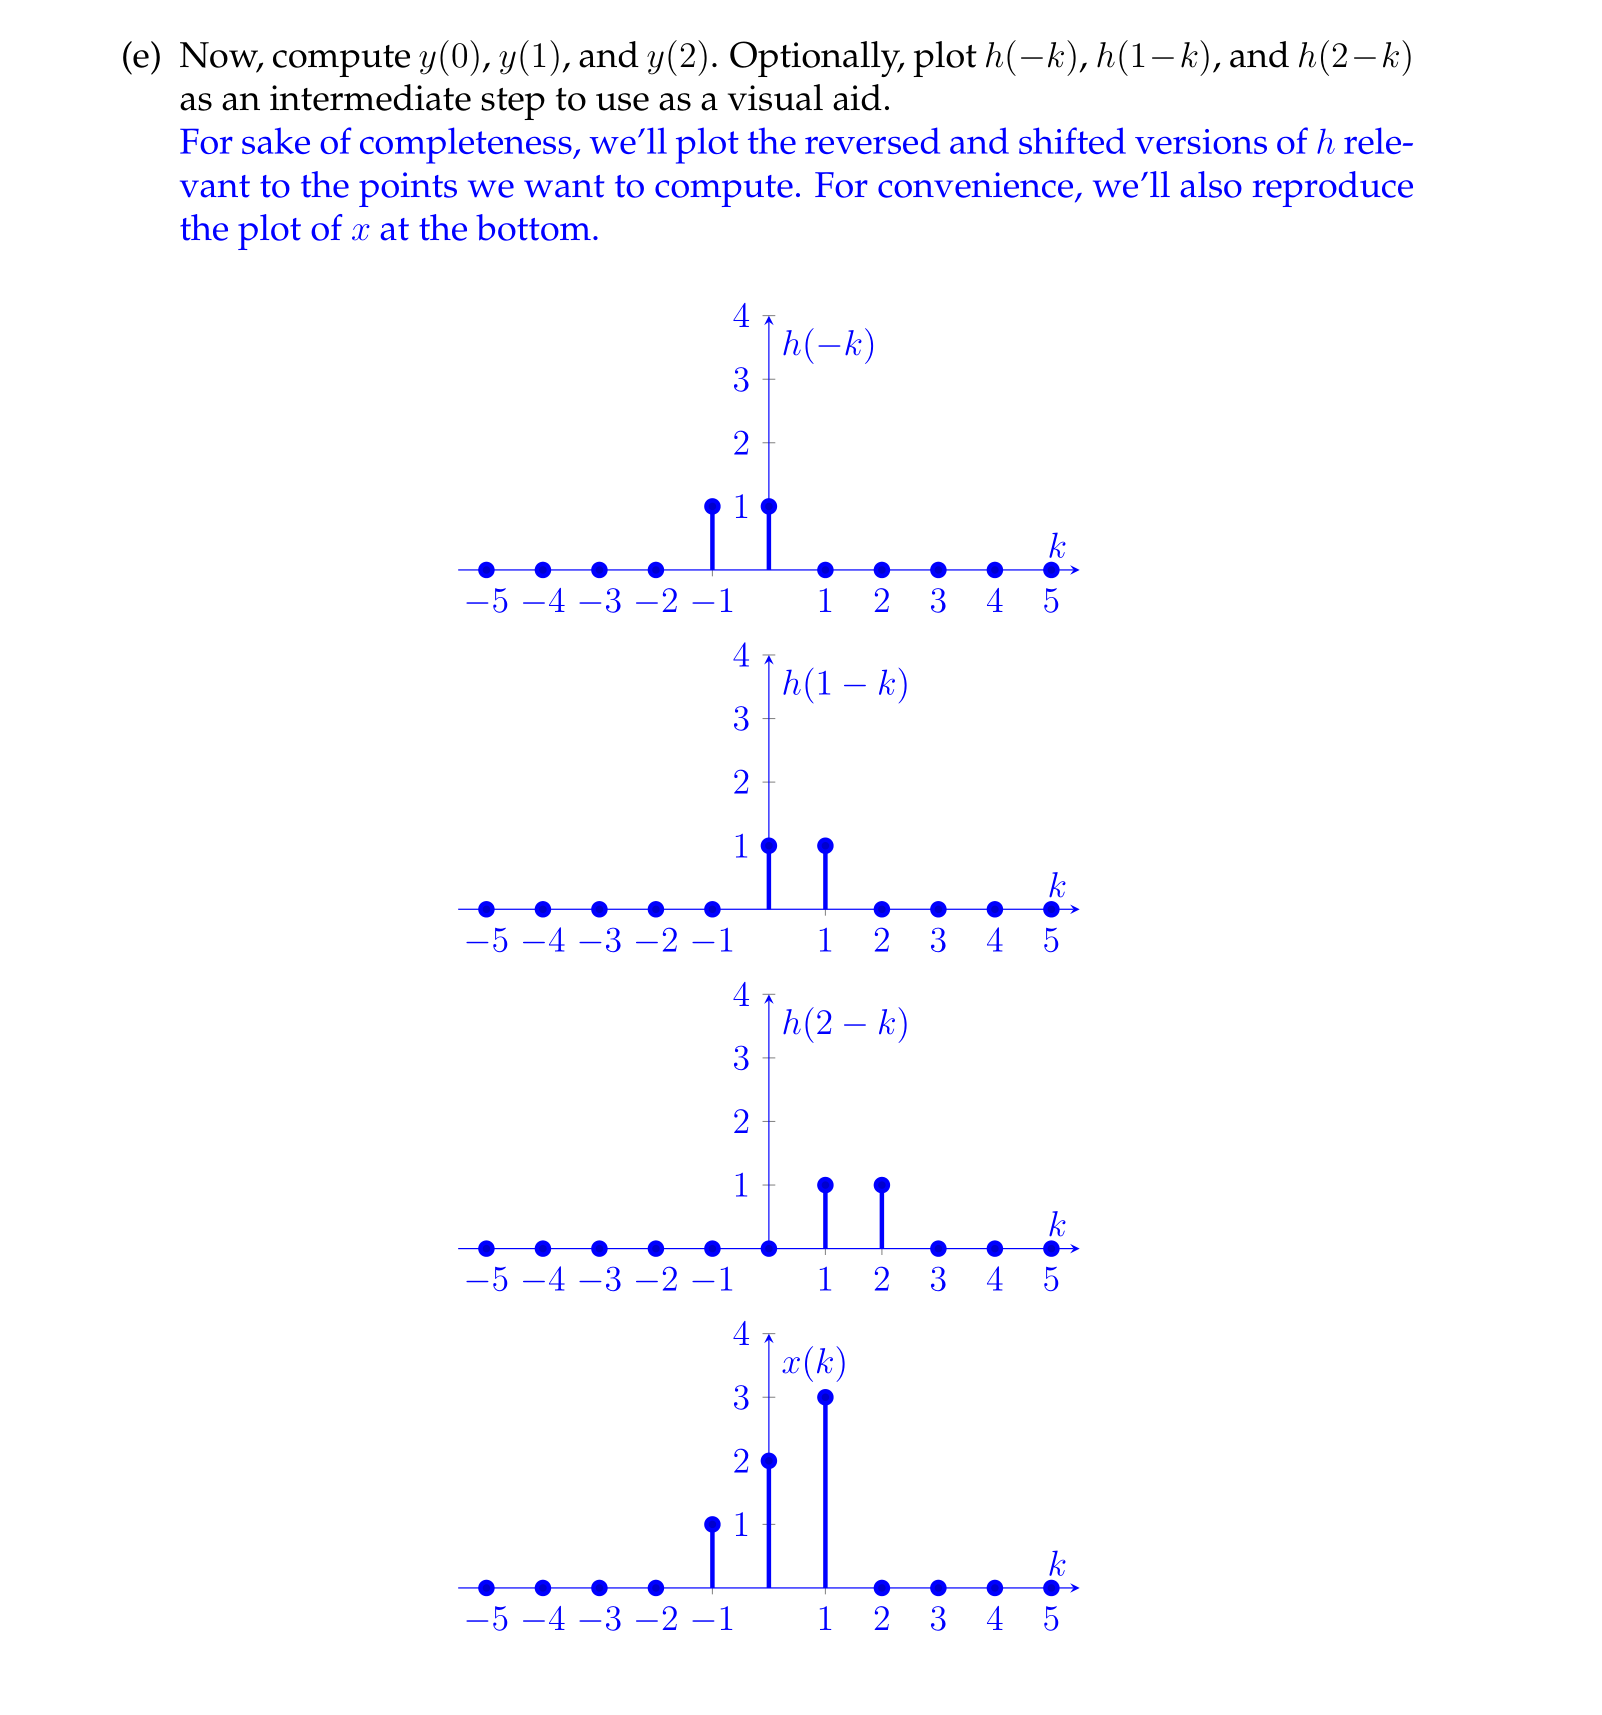 (e) Now, compute y(0), y(1), and y(2). Optionally, plot h(−k), h(1−k), and h(2−k)
as an intermediate step to use as a visual aid.
For sake of completeness, we'll plot the reversed and shifted versions of h rele-
vant to the points we want to compute. For convenience, we'll also reproduce
the plot of x at the bottom.
4
h(−k)
3
2
1
k
−5 −4 −3 −2 −1 1 2 3 4 5
4
h(1 − k)
3
2
1
k
−5 −4 −3 −2 −1 1 2 3 4 5
4
h(2 − k)
3
2
1
k
−5 −4 −3 −2 −1 1 2 3 4 5
4
x(k)
3
2
1
k
−5 −4 −3 −2 −1 1 2 3 4 5